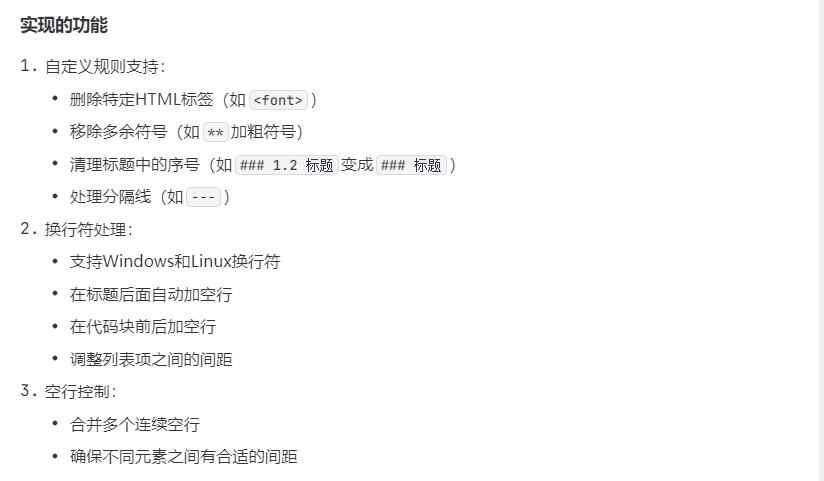 实现的功能
1. 自定义规则支持：
• 删除特定HTML标签（如 <font> ）
• 移除多余符号（如 ** 加粗符号）
• 清理标题中的序号（如 ### 1.2 标题 变成 ### 标题 ）
• 处理分隔线（如 --- ）
2. 换行符处理：
• 支持Windows和Linux换行符
• 在标题后面自动加空行
• 在代码块前后加空行
• 调整列表项之间的间距
3. 空行控制：
• 合并多个连续空行
• 确保不同元素之间有合适的间距